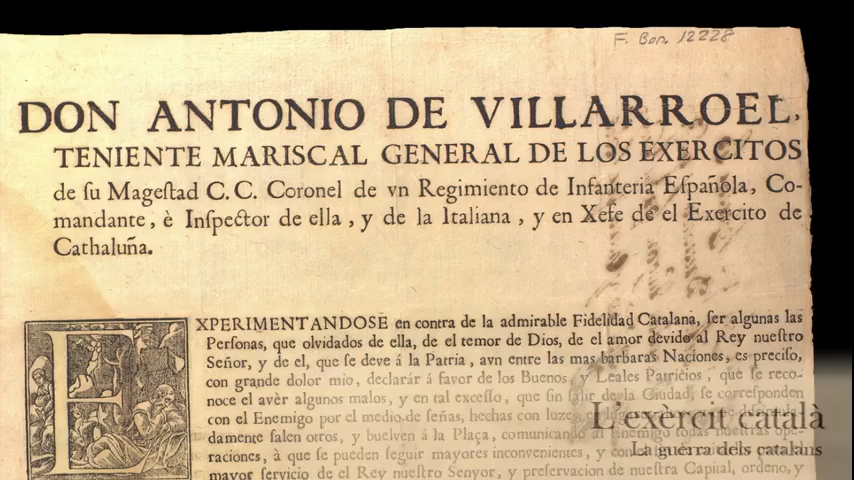 F. Bon. 12228
DON ANTONIO DE VILLARROEL,
TENIENTE MARISCAL GENERAL DE LOS EXERCITOS
de ſu Mageſtad C. C. Coronel de vn Regimiento de Infanteria Eſpañola, Co-
mandante, è Inſpector de ella, y de la Italiana, y en Xefe de el Exercito de
Cathaluña.
EXPERIMENTANDOSE en contra de la admirable Fidelidad Catalana, ſer algunas las
Perſonas, que olvidados de ella, de el temor de Dios, de el amor devido al Rey nueſtro
Señor, y de el, que ſe deve á la Patria, avn entre las mas barbaras Naciones, es preciſo,
con grande dolor mio, declarár á favor de los Buenos, y Leales Patricios, que ſe reco-
noce el avèr algunos malos, y en tal exceſſo, que ſin ſalir de la Ciudad, ſe correſponden
con el Enemigo por el medio de ſeñas, hechas con luzes,
damente ſalen otros, y buelven á la Plaça, comunicando al Enemigo todas nueſtras ope-
raciones, à que ſe pueden ſeguir mayores inconvenientes, y
mayor servicio de el Rey nueſtro Senyor, y preservacion de nueſtra Capital, ordeno, y
L'exèrcit català
La guerra dels catalans